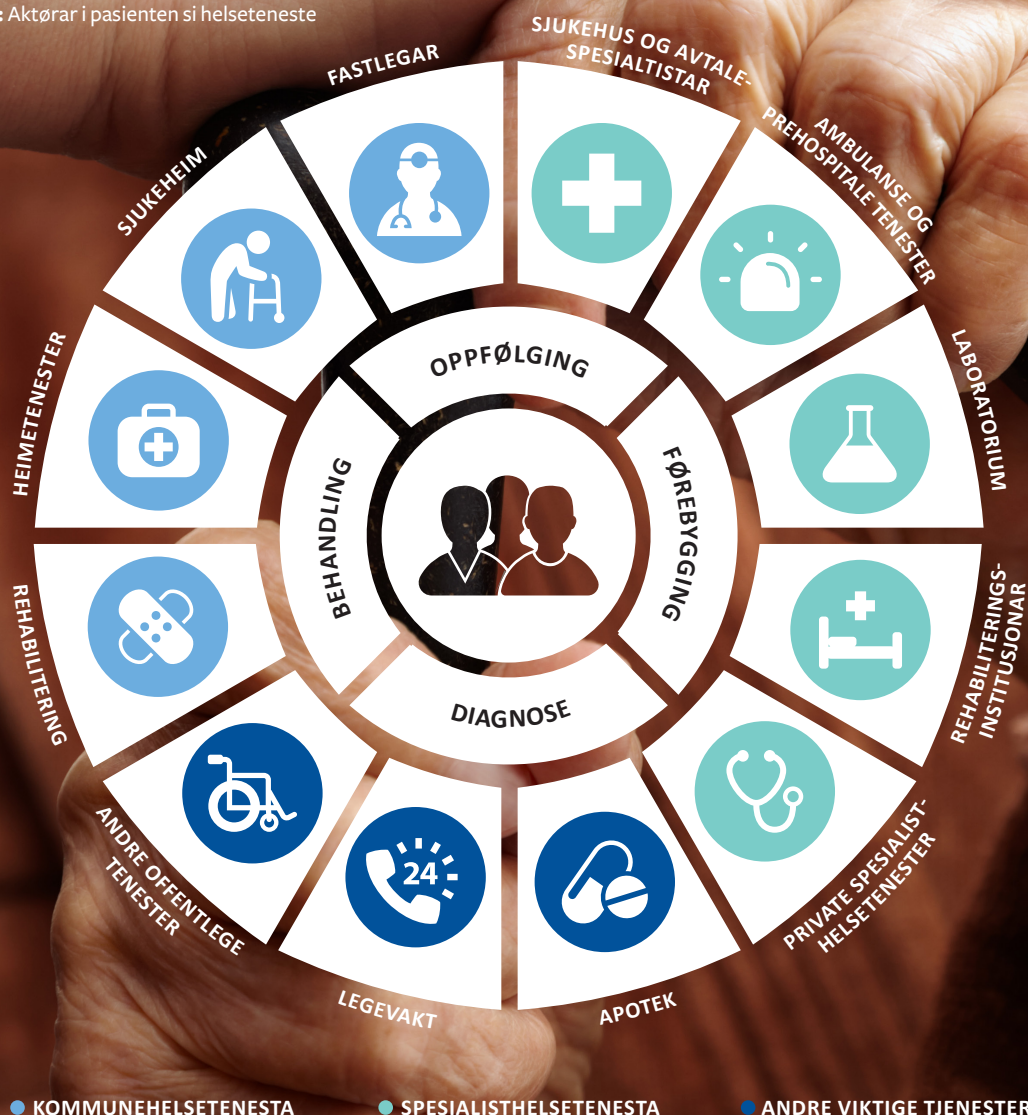 : Aktørar i pasienten si helseteneste
SJUKEHUS OG AVTALE-
SPESIALTISTAR
FASTLEGAR
AMBULANSE OG
PREHOSPITALE TENESTER
SJUKEHEIM
LABORATORIUM
HEIMETENESTER
OPPFØLGING
FØREBYGGING
BEHANDLING
DIAGNOSE
REHABILITERING
REHABILITERINGS-
INSTITUSJONAR
ANDRE OFFENTLEGE
TENESTER
PRIVATE SPESIALIST-
HELSETENESTER
24
LEGEVAKT
APOTEK
KOMMUNEHELSETENESTA
SPESIALISTHELSETENESTA
ANDRE VIKTIGE TJENESTER